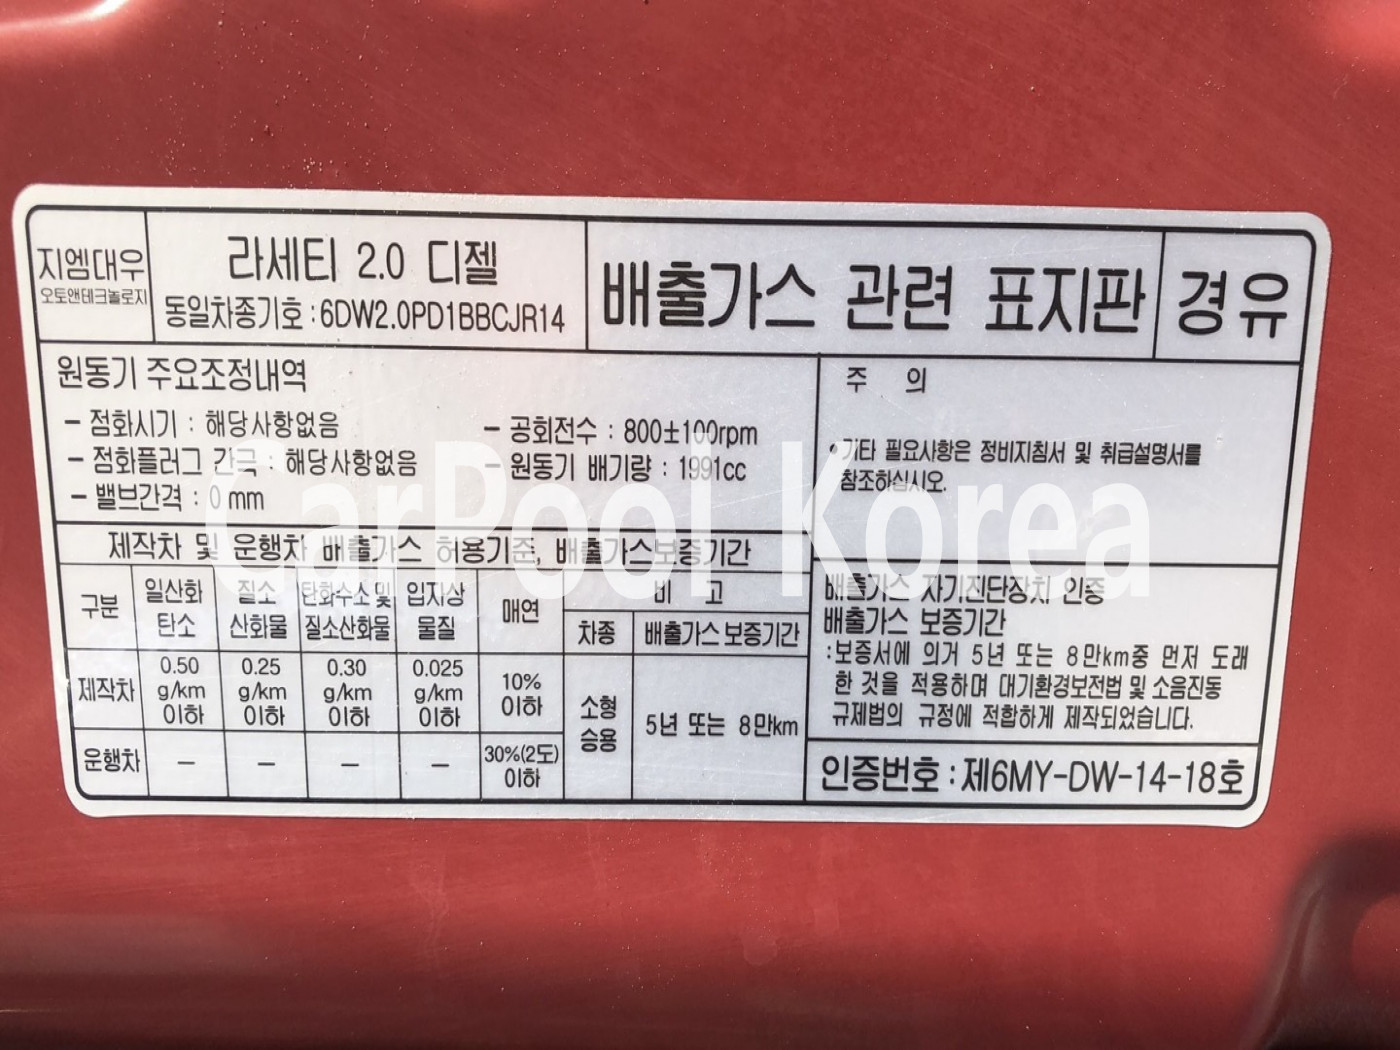 지엠대우
오토앤테크놀로지
라세티 2.0 디젤
동일차종기호 : 6DW2.0PD1BBCJR14
배출가스 관련 표지판
경유
원동기 주요조정내역
- 점화시기 : 해당사항없음
- 점화플러그 간극 : 해당사항없음
- 밸브간격 : 0 mm
- 공회전수 : 800±100rpm
- 원동기 배기량 : 1991cc
주 의
•기타 필요사항은 정비지침서 및 취급설명서를
참조하십시오.
제작차 및 운행차 배출가스 허용기준, 배출가스보증기간
구분
일산화
탄소
질소
산화물
탄화수소 및
질소산화물
입자상
물질
매연
비 고
차종
배출가스 보증기간
제작차
0.50
g/km
이하
0.25
g/km
이하
0.30
g/km
이하
0.025
g/km
이하
10%
이하
소형
승용
5년 또는 8만km
운행차
–
–
–
–
30%(2도)
이하
배출가스 자기진단장치 인증
배출가스 보증기간
:보증서에 의거 5년 또는 8만km중 먼저 도래
한 것을 적용하며 대기환경보전법 및 소음진동
규제법의 규정에 적합하게 제작되었습니다.
인증번호 : 제6MY-DW-14-18호
CarPool Korea